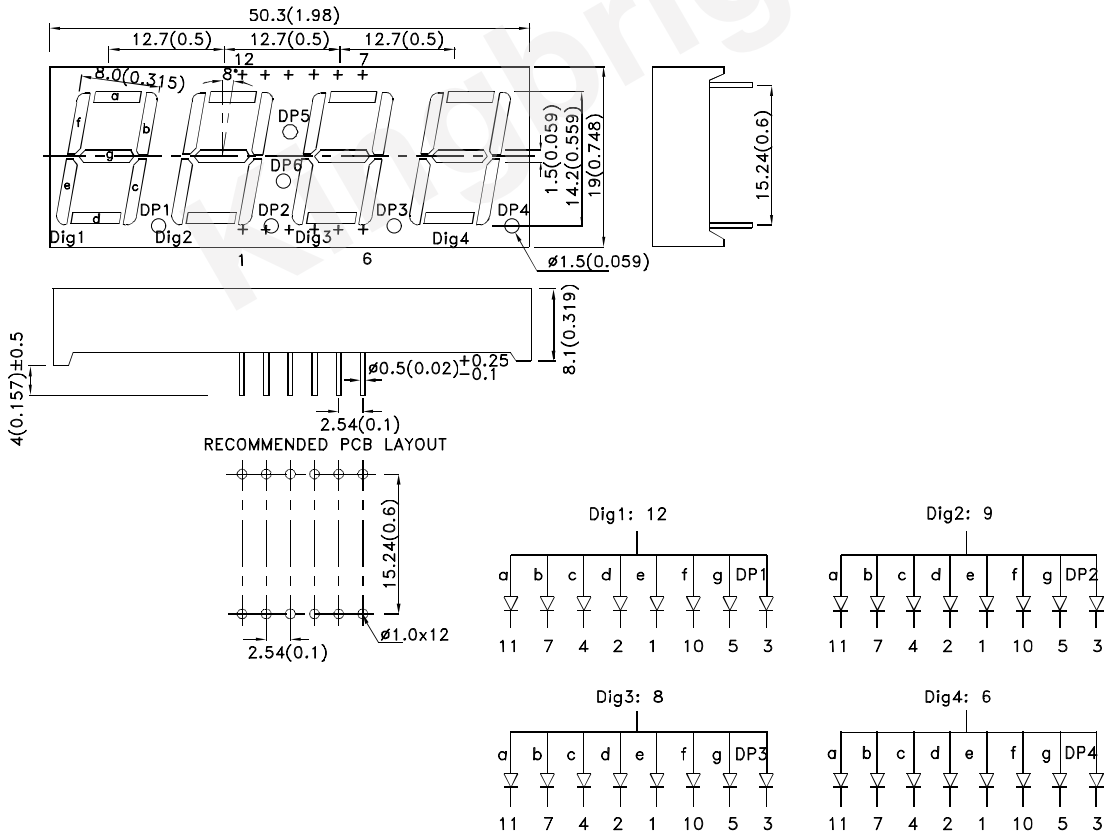 50.3(1.98)
12.7(0.5) 12.7(0.5) 12.7(0.5)
12 7
8.0(0.315) 8°
a
f b
g
e c
d
DP5
DP6
DP1 DP2 DP3 DP4
Dig1 Dig2 Dig3 Dig4
1 6
1.5(0.059)
14.2(0.559)
19(0.748)
15.24(0.6)
ø1.5(0.059)
8.1(0.319)
4(0.157)±0.5
ø0.5(0.02)+0.25
-0.1
2.54(0.1)
RECOMMENDED PCB LAYOUT
15.24(0.6)
ø1.0x12
2.54(0.1)
Dig1: 12
a b c d e f g DP1
11 7 4 2 1 10 5 3
Dig2: 9
a b c d e f g DP2
11 7 4 2 1 10 5 3
Dig3: 8
a b c d e f g DP3
11 7 4 2 1 10 5 3
Dig4: 6
a b c d e f g DP4
11 7 4 2 1 10 5 3